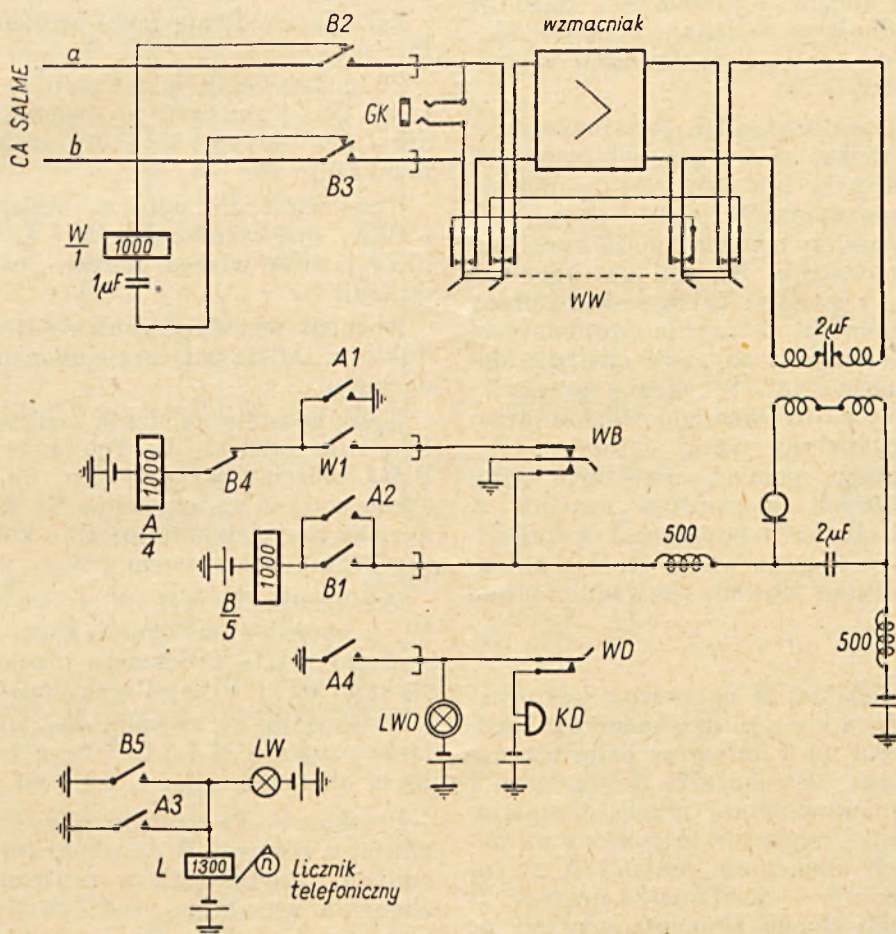 B2
wzmacniak
a
CA SALME
GK
b
B3
W
1
1000
1µF
WW
2µF
A1
WB
B4
W1
1000
A
4
A2
500
2µF
B1
1000
B
5
500
A4
WD
LWO
KD
B5
LW
A3
L
1300
n
licznik
telefoniczny